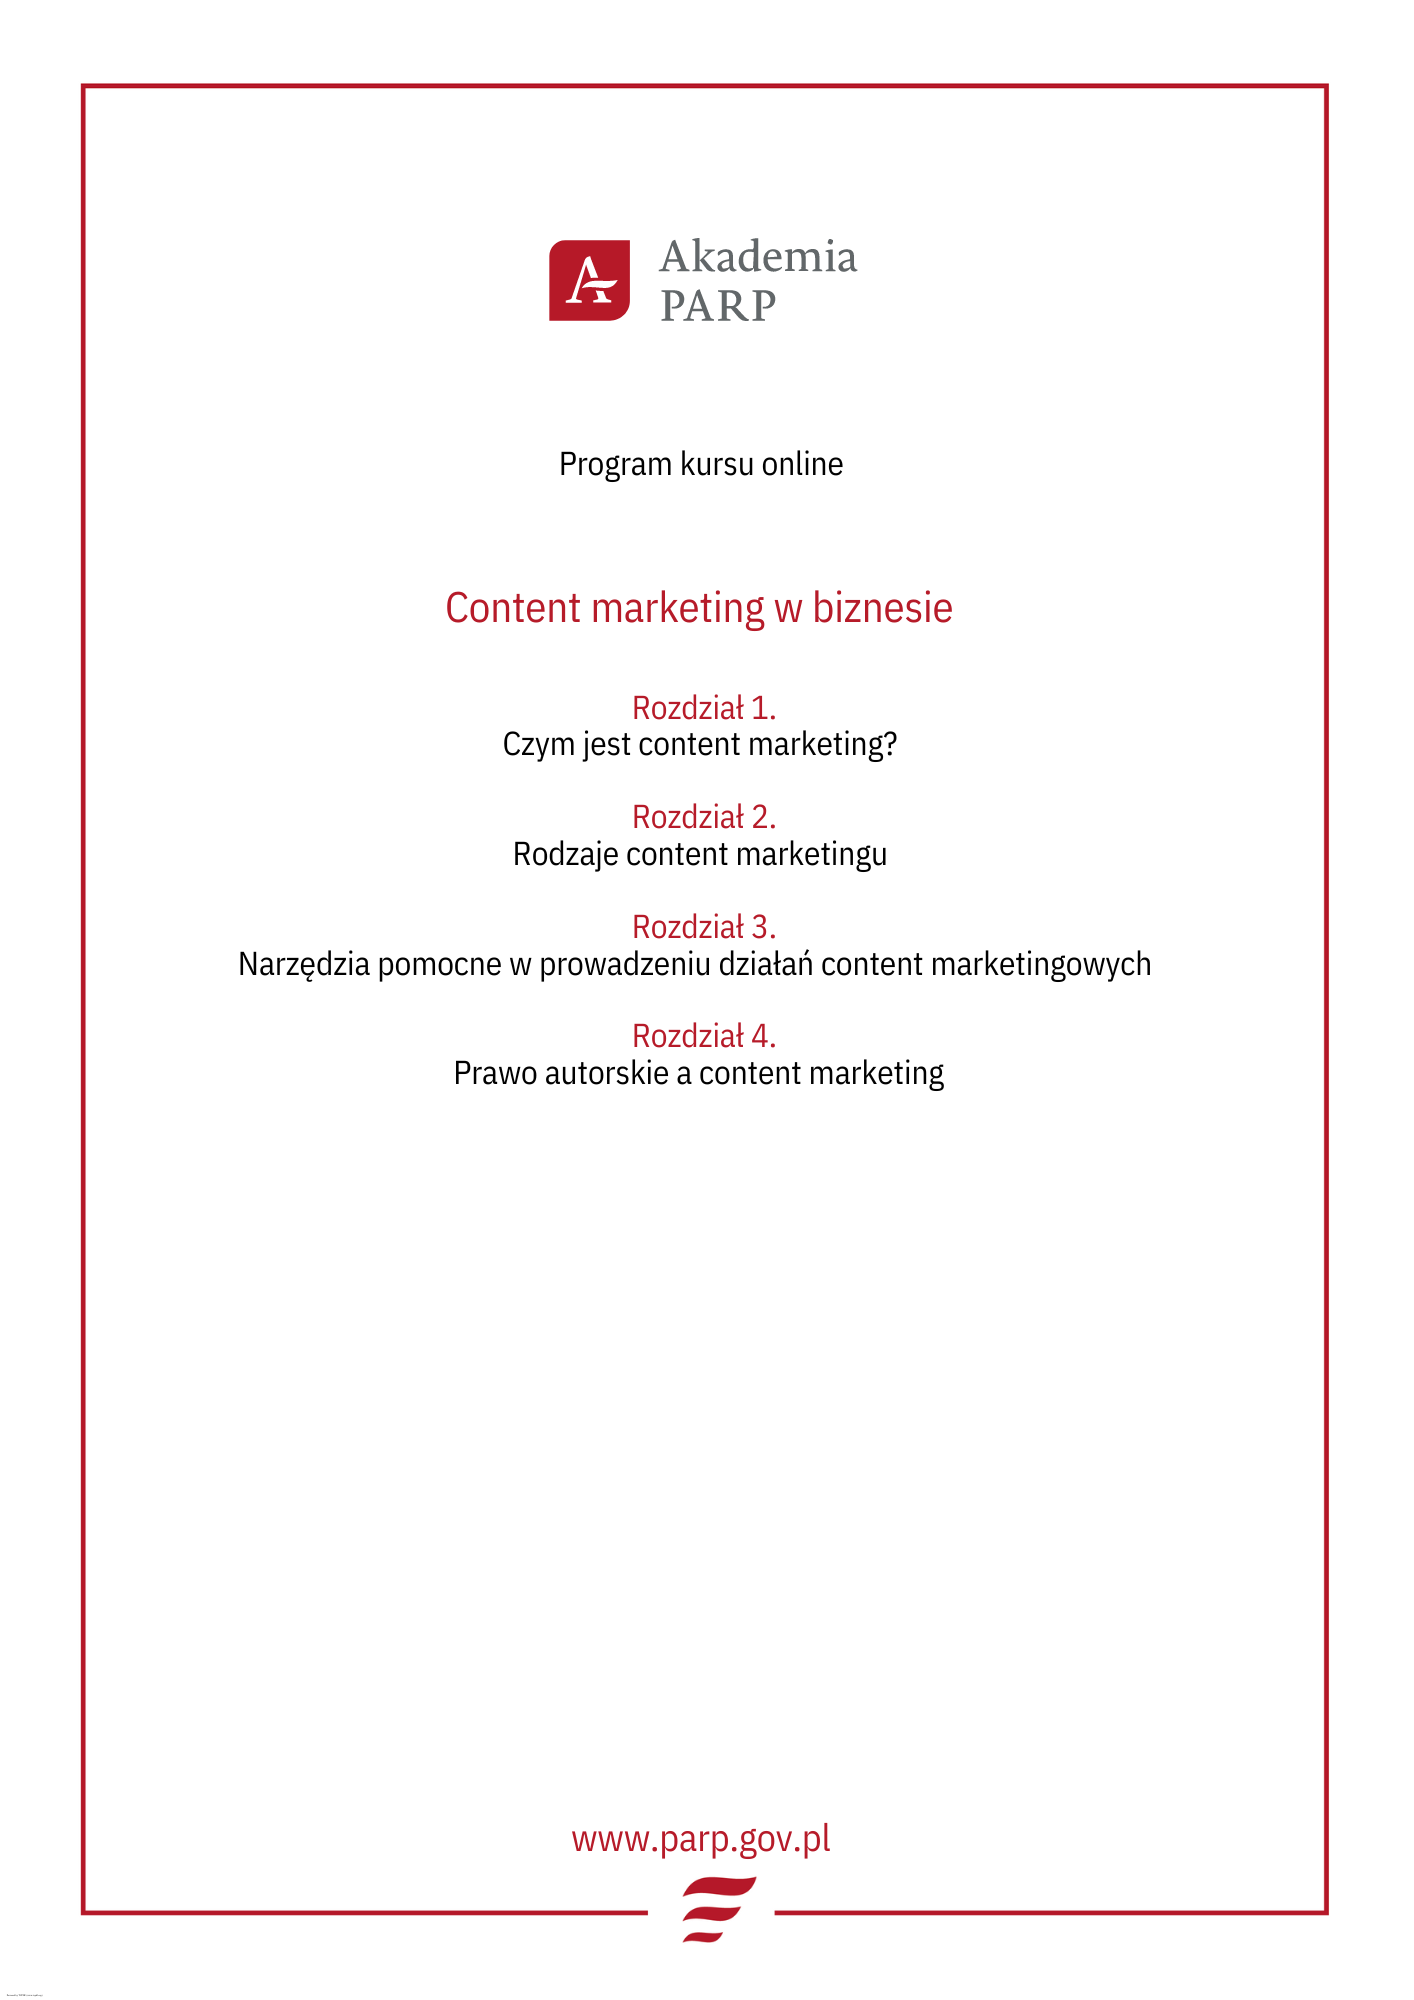 Akademia
PARP
Program kursu online
Content marketing w biznesie
Rozdział 1.
Czym jest content marketing?
Rozdział 2.
Rodzaje content marketingu
Rozdział 3.
Narzędzia pomocne w prowadzeniu działań content marketingowych
Rozdział 4.
Prawo autorskie a content marketing
www.parp.gov.pl